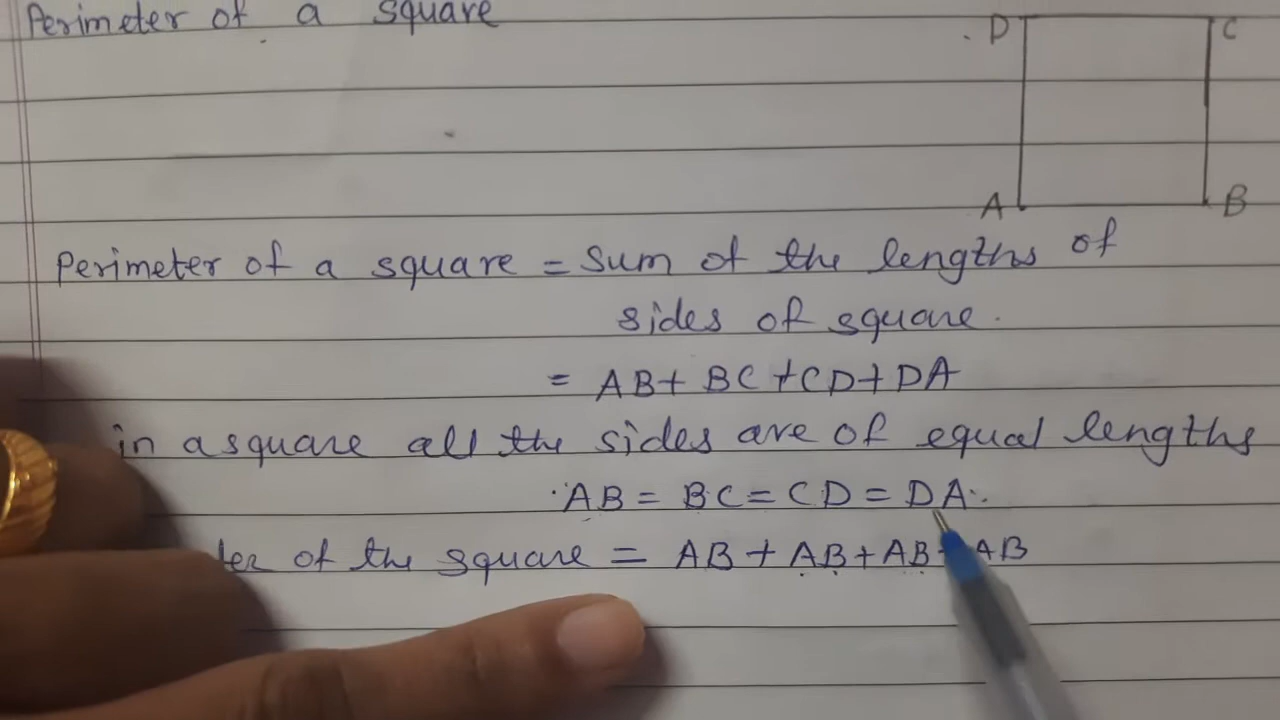 Perimeter of a square
D C
A B
Perimeter of a square = Sum of the lengths of
sides of square.
= AB + BC + CD + DA
in a square all the sides are of equal lengths
AB = BC = CD = DA.
of the square = AB + AB + AB + AB